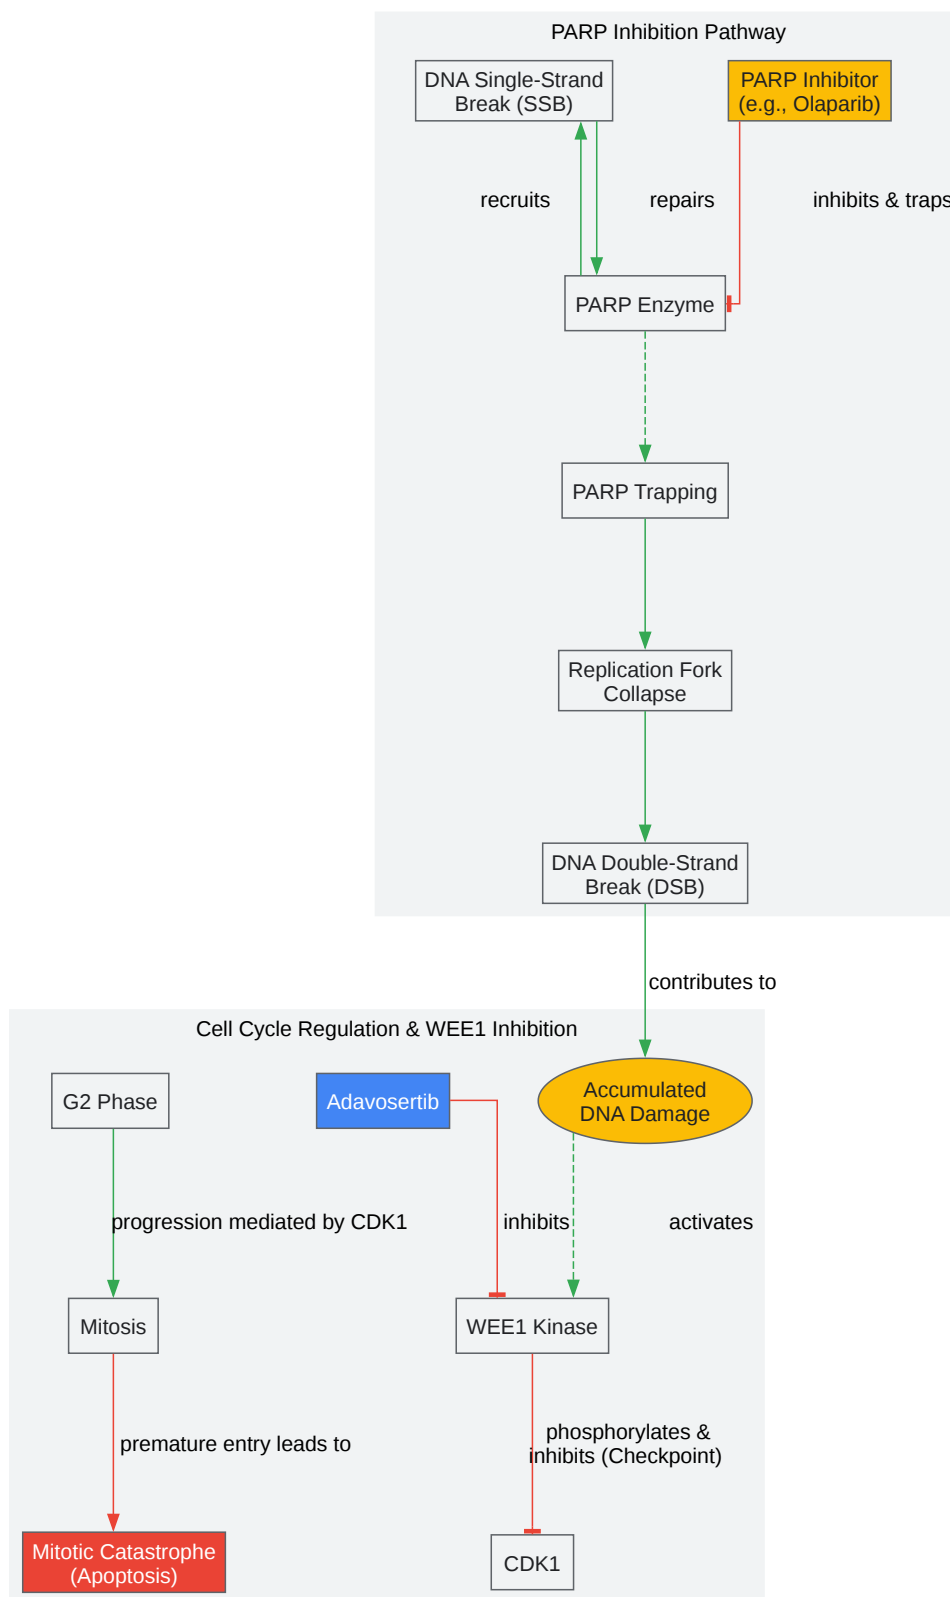 PARP Inhibition Pathway
DNA Single-Strand
Break (SSB)
PARP Inhibitor
(e.g., Olaparib)
recruits
repairs
inhibits & traps
PARP Enzyme
PARP Trapping
Replication Fork
Collapse
DNA Double-Strand
Break (DSB)
contributes to
Cell Cycle Regulation & WEE1 Inhibition
G2 Phase
Adavosertib
Accumulated
DNA Damage
progression mediated by CDK1
inhibits
activates
Mitosis
WEE1 Kinase
premature entry leads to
phosphorylates &
inhibits (Checkpoint)
Mitotic Catastrophe
(Apoptosis)
CDK1